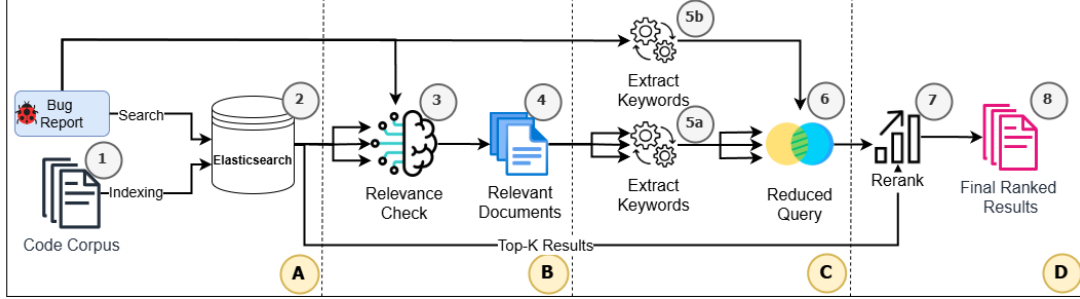 5b
Extract
Keywords
Bug
Report
Search
2
Elasticsearch
1
Indexing
Code Corpus
3
Relevance
Check
4
Relevant
Documents
5a
Extract
Keywords
6
Reduced
Query
7
Rerank
8
Final Ranked
Results
Top-K Results
A
B
C
D